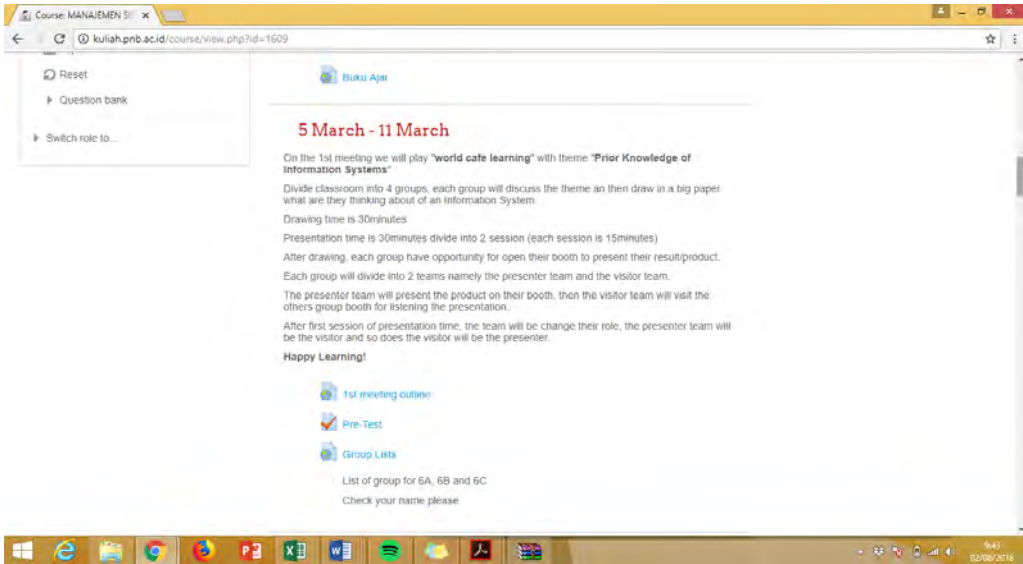 Course: MANAJEMEN S
kuliah.pnb.ac.id/course/view.php?id=1609
Reset
Question bank
Switch role to...
Buku Ajar
5 March - 11 March
On the 1st meeting we will play "world cafe learning" with theme "Prior Knowledge of
Information Systems"
Divide classroom into 4 groups, each group will discuss the theme an then draw in a big paper
what are they thinking about of an Information System.
Drawing time is 30minutes
Presentation time is 30minutes divide into 2 session (each session is 15minutes)
After drawing, each group have opportunity for open their booth to present their result/product.
Each group will divide into 2 teams namely the presenter team and the visitor team.
The presenter team will present the product on their booth, then the visitor team will visit the
others group booth for listening the presentation.
After first session of presentation time, the team will be change their role, the presenter team will
be the visitor and so does the visitor will be the presenter.
Happy Learning!
1st meeting outline
Pre-Test
Group Lists
List of group for 6A, 6B and 6C
Check your name please
9:41
02/08/2018